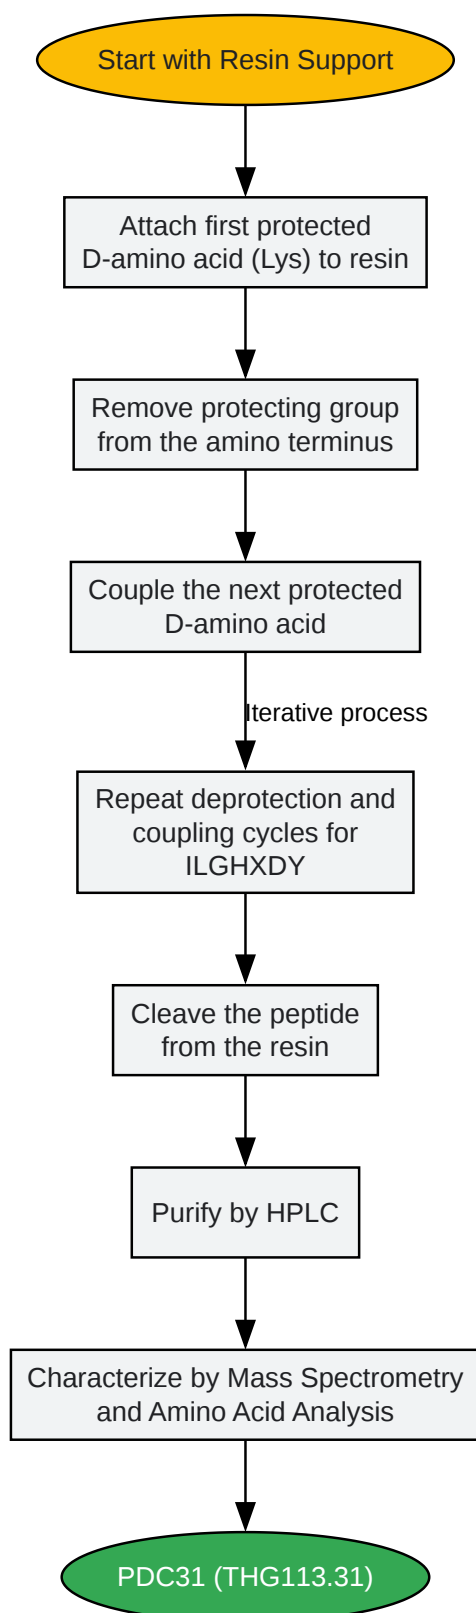 Start with Resin Support
Attach first protected
D-amino acid (Lys) to resin
Remove protecting group
from the amino terminus
Couple the next protected
D-amino acid
Iterative process
Repeat deprotection and
coupling cycles for
ILGHXDY
Cleave the peptide
from the resin
Purify by HPLC
Characterize by Mass Spectrometry
and Amino Acid Analysis
PDC31 (THG113.31)